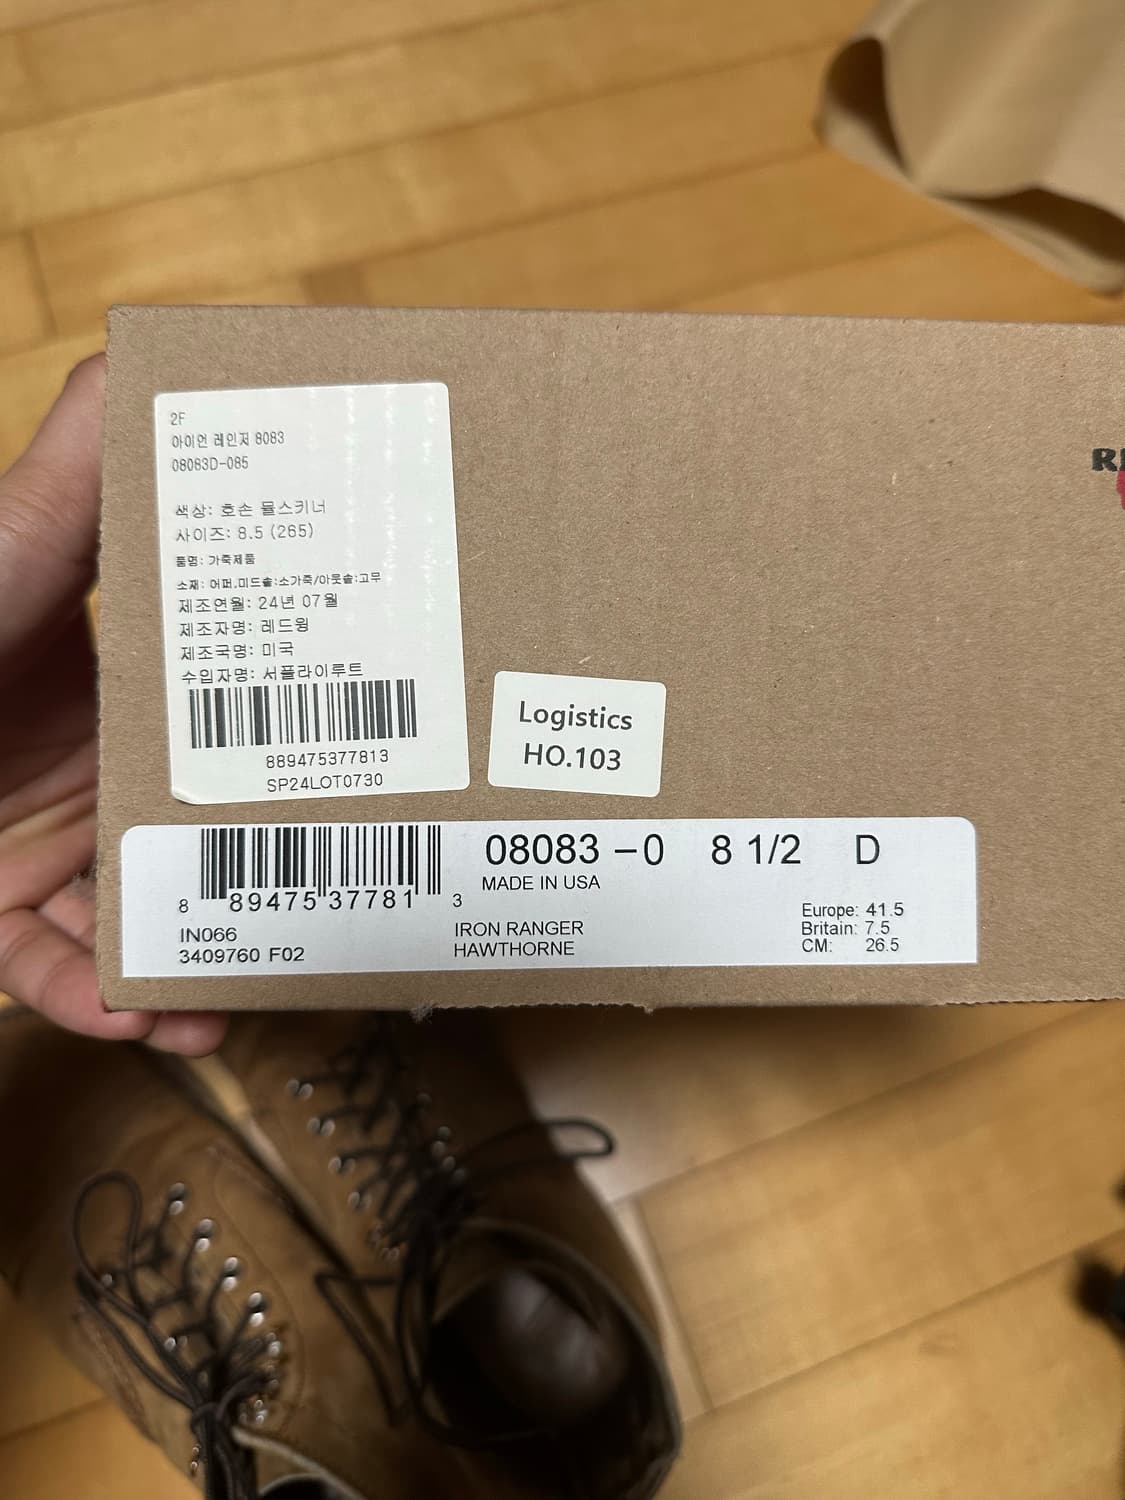 2F
아이언 레인저 8083
08083D-085
색상: 호손 뮬스키너
사이즈: 8.5 (265)
품명: 가죽제품
소재: 어퍼,미드솔:소가죽/아웃솔:고무
제조연월: 24년 07월
제조자명: 레드윙
제조국명: 미국
수입자명: 서플라이루트
889475377813
SP24LOT0730
Logistics
HO.103
8 89475 37781 3
IN066
3409760 F02
08083 -0 8 1/2 D
MADE IN USA
IRON RANGER
HAWTHORNE
Europe: 41.5
Britain: 7.5
CM: 26.5